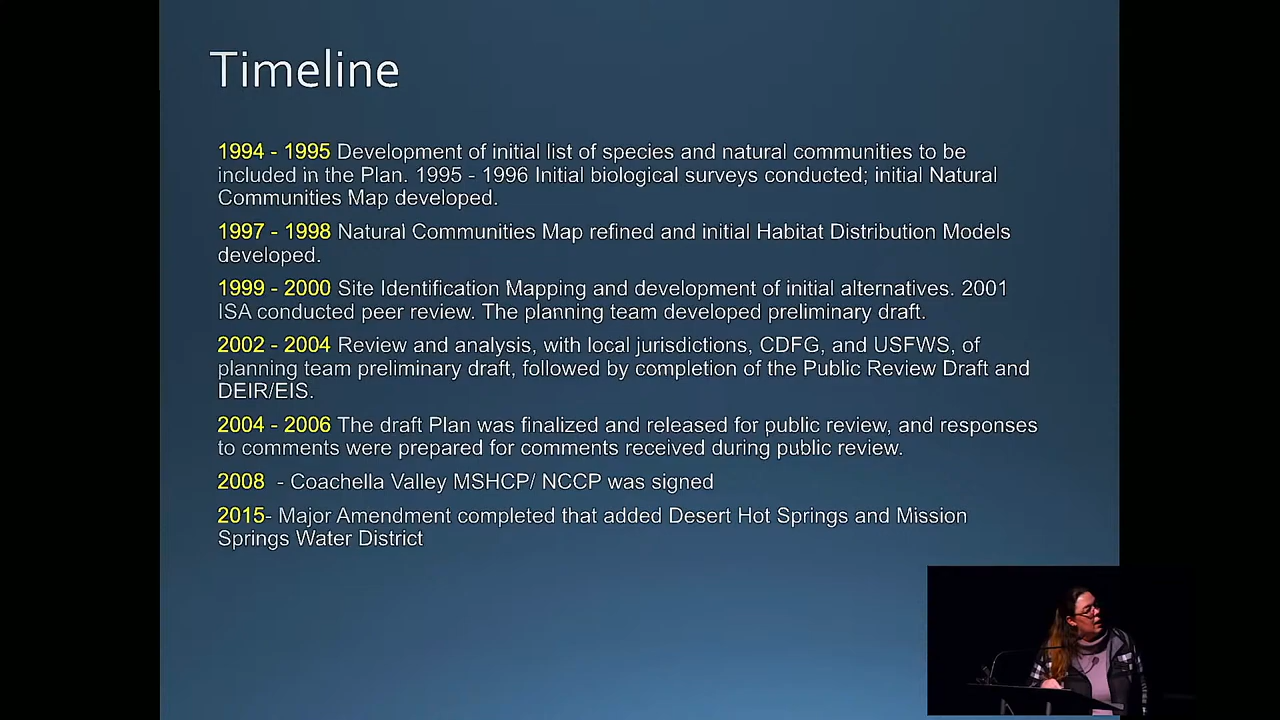 Timeline
1994 - 1995 Development of initial list of species and natural communities to be
included in the Plan. 1995 - 1996 Initial biological surveys conducted; initial Natural
Communities Map developed.
1997 - 1998 Natural Communities Map refined and initial Habitat Distribution Models
developed.
1999 - 2000 Site Identification Mapping and development of initial alternatives. 2001
ISA conducted peer review. The planning team developed preliminary draft.
2002 - 2004 Review and analysis, with local jurisdictions, CDFG, and USFWS, of
planning team preliminary draft, followed by completion of the Public Review Draft and
DEIR/EIS.
2004 - 2006 The draft Plan was finalized and released for public review, and responses
to comments were prepared for comments received during public review.
2008 - Coachella Valley MSHCP/ NCCP was signed
2015- Major Amendment completed that added Desert Hot Springs and Mission
Springs Water District